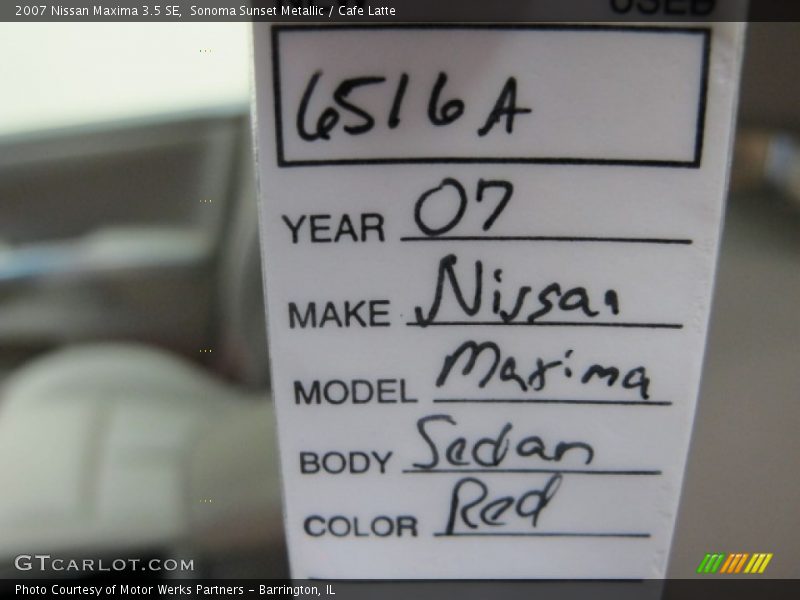 2007 Nissan Maxima 3.5 SE, Sonoma Sunset Metallic / Cafe Latte
USED
6516A
YEAR 07
MAKE Nissan
MODEL Maxima
BODY Sedan
COLOR Red
GTCARLOT.COM
Photo Courtesy of Motor Werks Partners - Barrington, IL